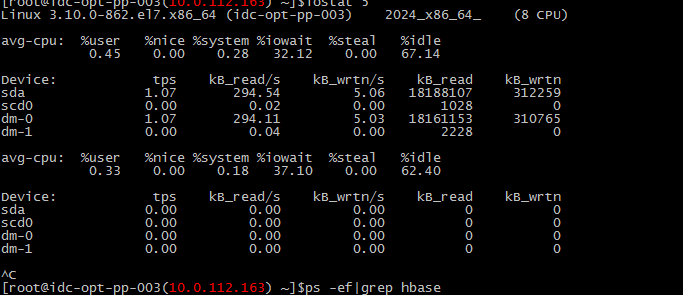 [root@idc-opt-pp-003(10.0.112.163) ~]$iostat 5
Linux 3.10.0-862.el7.x86_64 (idc-opt-pp-003) 2024_x86_64_ (8 CPU)
avg-cpu: %user %nice %system %iowait %steal %idle
0.45 0.00 0.28 32.12 0.00 67.14
Device: tps kB_read/s kB_wrtn/s kB_read kB_wrtn
sda 1.07 294.54 5.06 18188107 312259
scd0 0.00 0.02 0.00 1028 0
dm-0 1.07 294.11 5.03 18161153 310765
dm-1 0.00 0.04 0.00 2228 0
avg-cpu: %user %nice %system %iowait %steal %idle
0.33 0.00 0.18 37.10 0.00 62.40
Device: tps kB_read/s kB_wrtn/s kB_read kB_wrtn
sda 0.00 0.00 0.00 0 0
scd0 0.00 0.00 0.00 0 0
dm-0 0.00 0.00 0.00 0 0
dm-1 0.00 0.00 0.00 0 0
^C
[root@idc-opt-pp-003(10.0.112.163) ~]$ps -ef|grep hbase